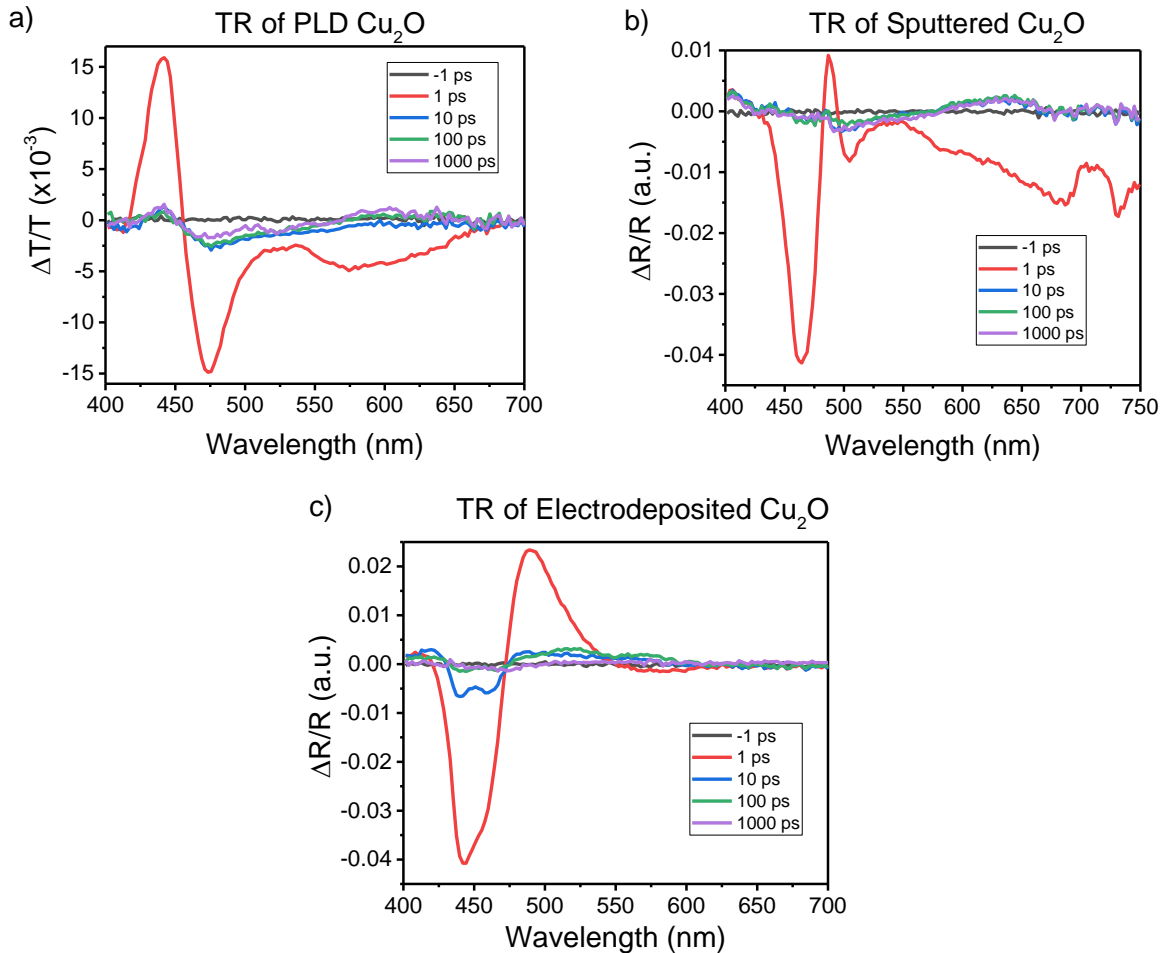 a)
TR of PLD Cu₂O
15
10
5
0
-5
-10
-15
ΔT/T (x10⁻³)
-1 ps
1 ps
10 ps
100 ps
1000 ps
400 450 500 550 600 650 700
Wavelength (nm)
b)
TR of Sputtered Cu₂O
0.01
0.00
-0.01
-0.02
-0.03
-0.04
ΔR/R (a.u.)
-1 ps
1 ps
10 ps
100 ps
1000 ps
400 450 500 550 600 650 700 750
Wavelength (nm)
c)
TR of Electrodeposited Cu₂O
0.02
0.01
0.00
-0.01
-0.02
-0.03
-0.04
ΔR/R (a.u.)
-1 ps
1 ps
10 ps
100 ps
1000 ps
400 450 500 550 600 650 700
Wavelength (nm)